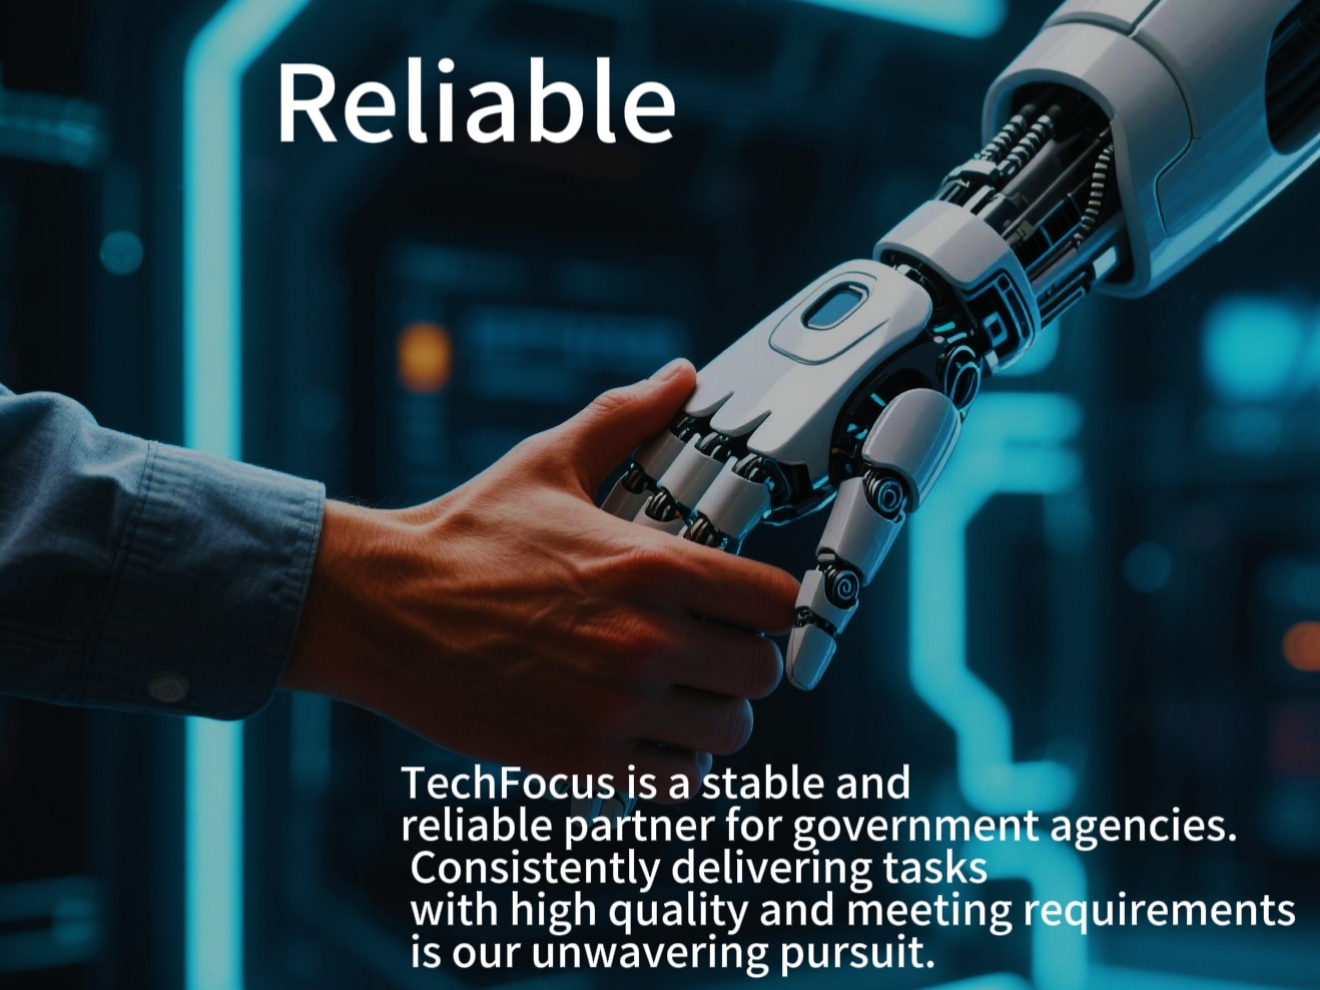 Reliable
TechFocus is a stable and
reliable partner for government agencies.
Consistently delivering tasks
with high quality and meeting requirements
is our unwavering pursuit.